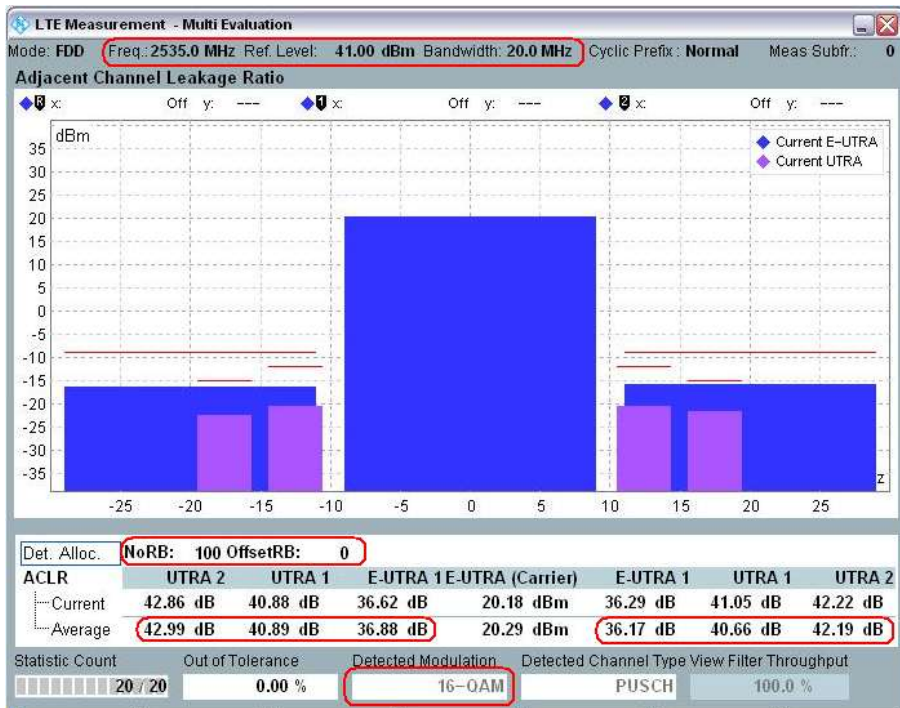 LTE Measurement - Multi Evaluation
Mode: FDD Freq.: 2535.0 MHz Ref. Level: 41.00 dBm Bandwidth: 20.0 MHz Cyclic Prefix : Normal Meas Subfr.: 0
Adjacent Channel Leakage Ratio
R x: Off y: --- 1 x: Off y: --- 2 x: Off y: ---
dBm
Current E-UTRA
Current UTRA
35
30
25
20
15
10
5
0
-5
-10
-15
-20
-25
-30
-35
-25 -20 -15 -10 -5 0 5 10 15 20 25
z
Det. Alloc. NoRB: 100 OffsetRB: 0
ACLR UTRA 2 UTRA 1 E-UTRA 1 E-UTRA (Carrier) E-UTRA 1 UTRA 1 UTRA 2
Current 42.86 dB 40.88 dB 36.62 dB 20.18 dBm 36.29 dB 41.05 dB 42.22 dB
Average 42.99 dB 40.89 dB 36.88 dB 20.29 dBm 36.17 dB 40.66 dB 42.19 dB
Statistic Count Out of Tolerance Detected Modulation Detected Channel Type View Filter Throughput
20 / 20 0.00 % 16-QAM PUSCH 100.0 %